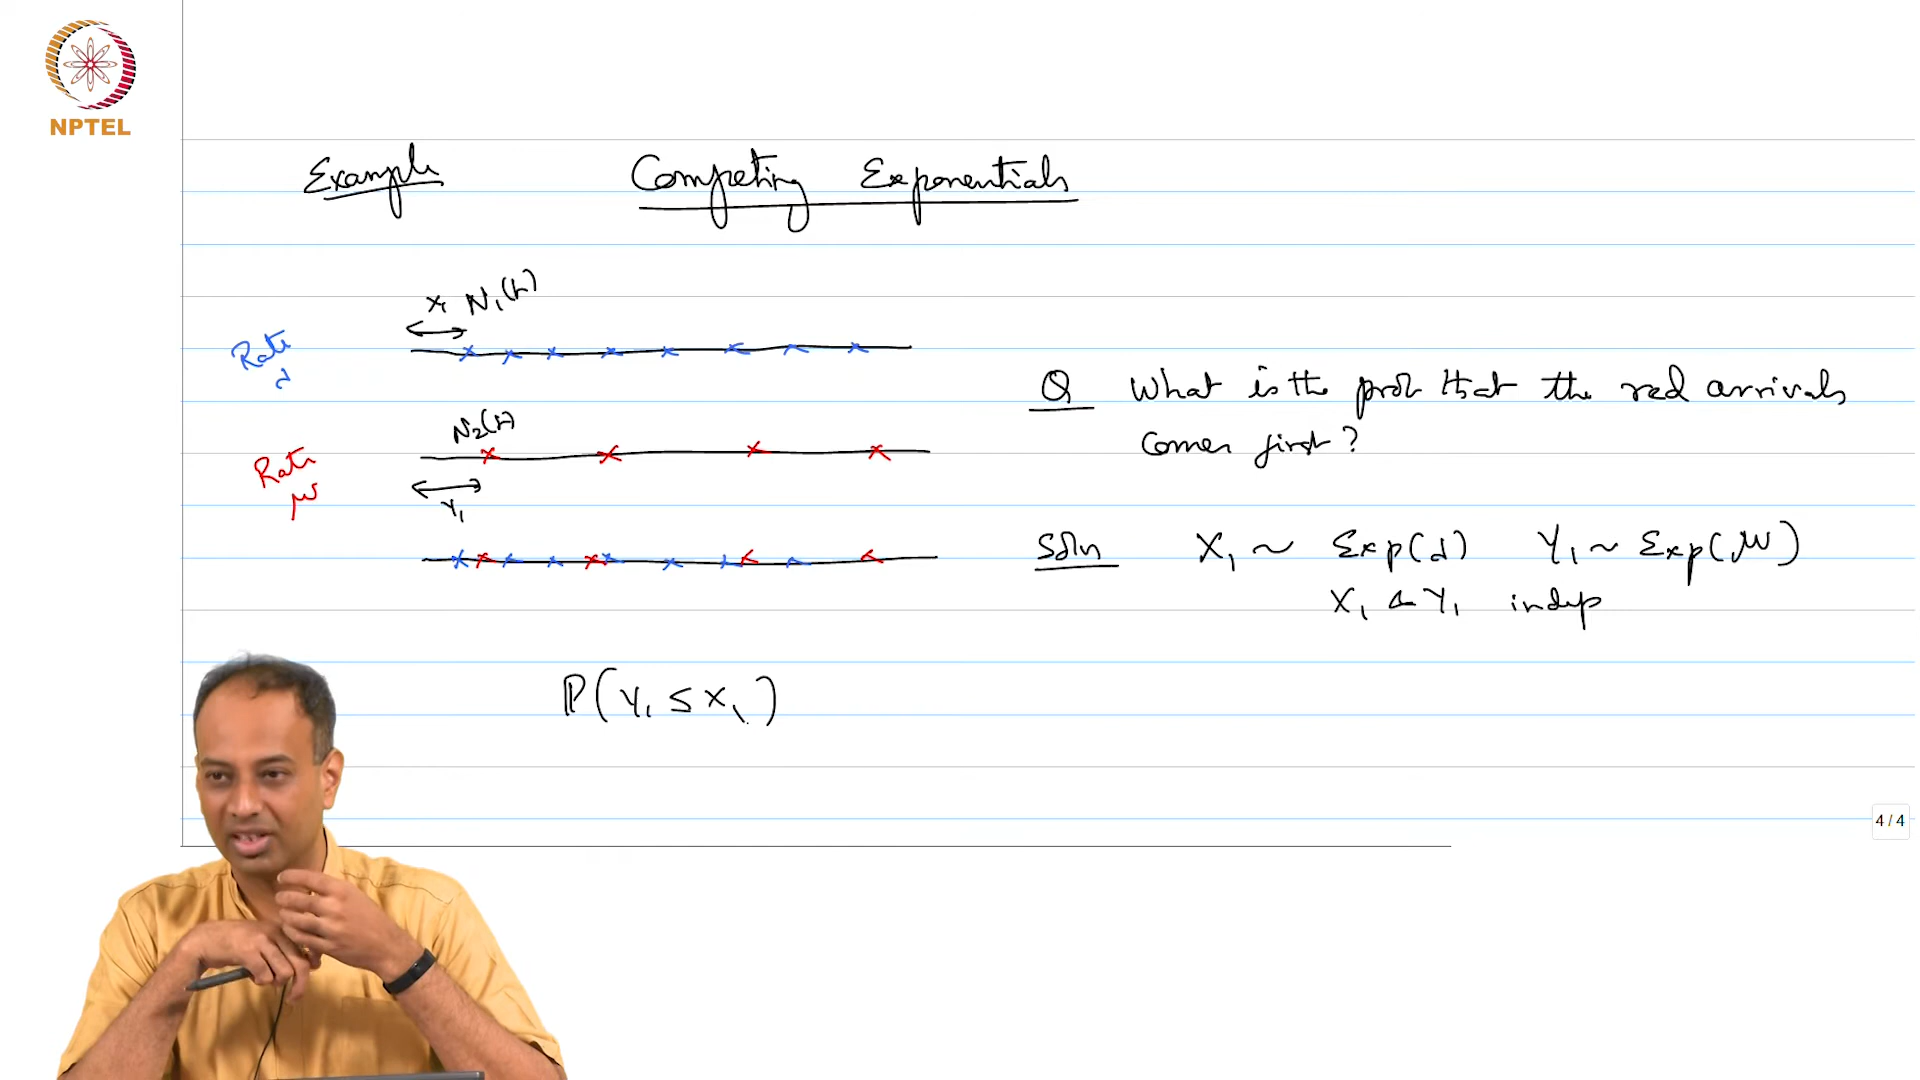 NPTEL
Example Competing Exponentials
X₁ N₁(t)
Rate
λ
N₂(t)
Rate
μ
Y₁
Q What is the prob that the red arrivals
comes first?
Soln X₁ ~ Exp(λ) Y₁ ~ Exp(μ)
X₁ & Y₁ indep
ℙ(Y₁ ≤ X₁)
4 / 4